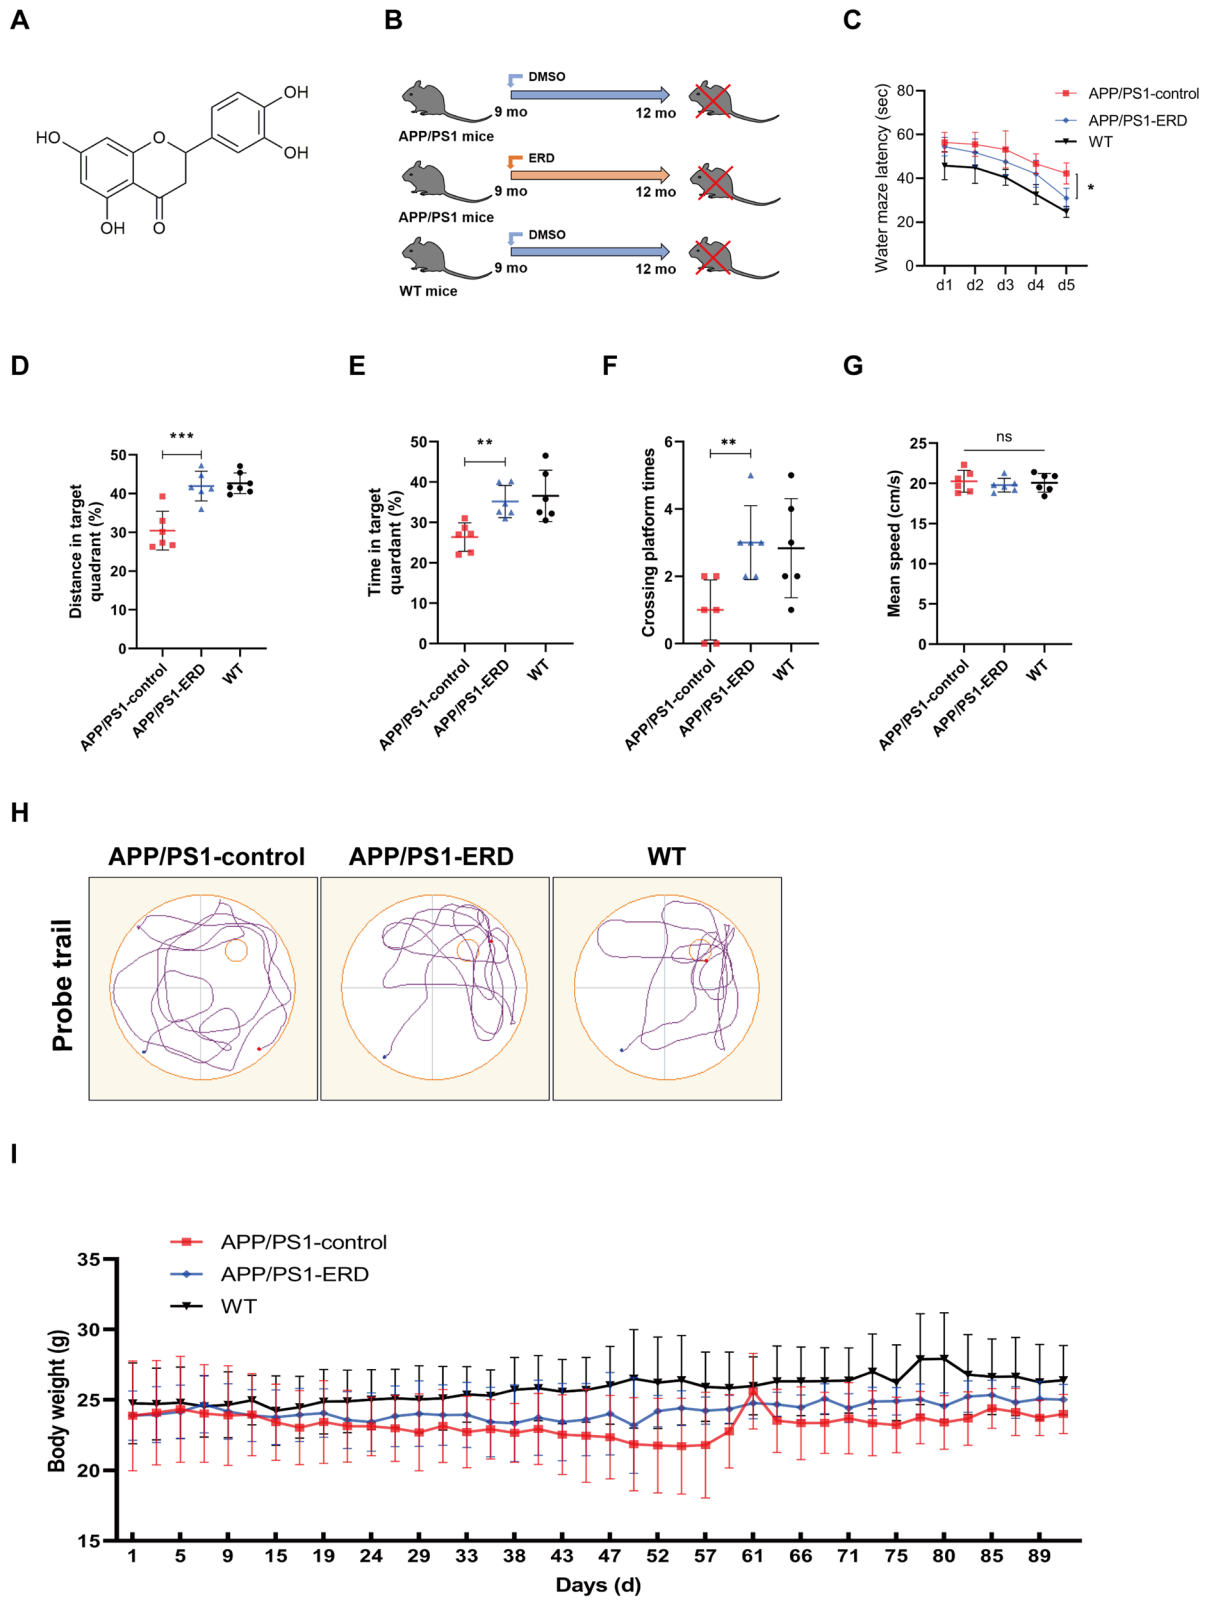 A
B
C
HO
O
OH
OH
OH
O
DMSO
9 mo
12 mo
APP/PS1 mice
ERD
9 mo
12 mo
APP/PS1 mice
DMSO
9 mo
12 mo
WT mice
Water maze latency (sec)
80
60
40
20
0
d1 d2 d3 d4 d5
APP/PS1-control
APP/PS1-ERD
WT
*
D
E
F
G
Distance in target
quadrant (%)
50
40
30
20
10
0
***
APP/PS1-control
APP/PS1-ERD
WT
Time in target
quardant (%)
50
40
30
20
10
0
**
APP/PS1-control
APP/PS1-ERD
WT
Crossing platform times
6
4
2
0
**
APP/PS1-control
APP/PS1-ERD
WT
Mean speed (cm/s)
25
20
15
10
5
0
ns
APP/PS1-control
APP/PS1-ERD
WT
H
APP/PS1-control
APP/PS1-ERD
WT
Probe trail
I
APP/PS1-control
APP/PS1-ERD
WT
Body weight (g)
35
30
25
20
15
1 5 9 15 19 24 29 33 38 43 47 52 57 61 66 71 75 80 85 89
Days (d)